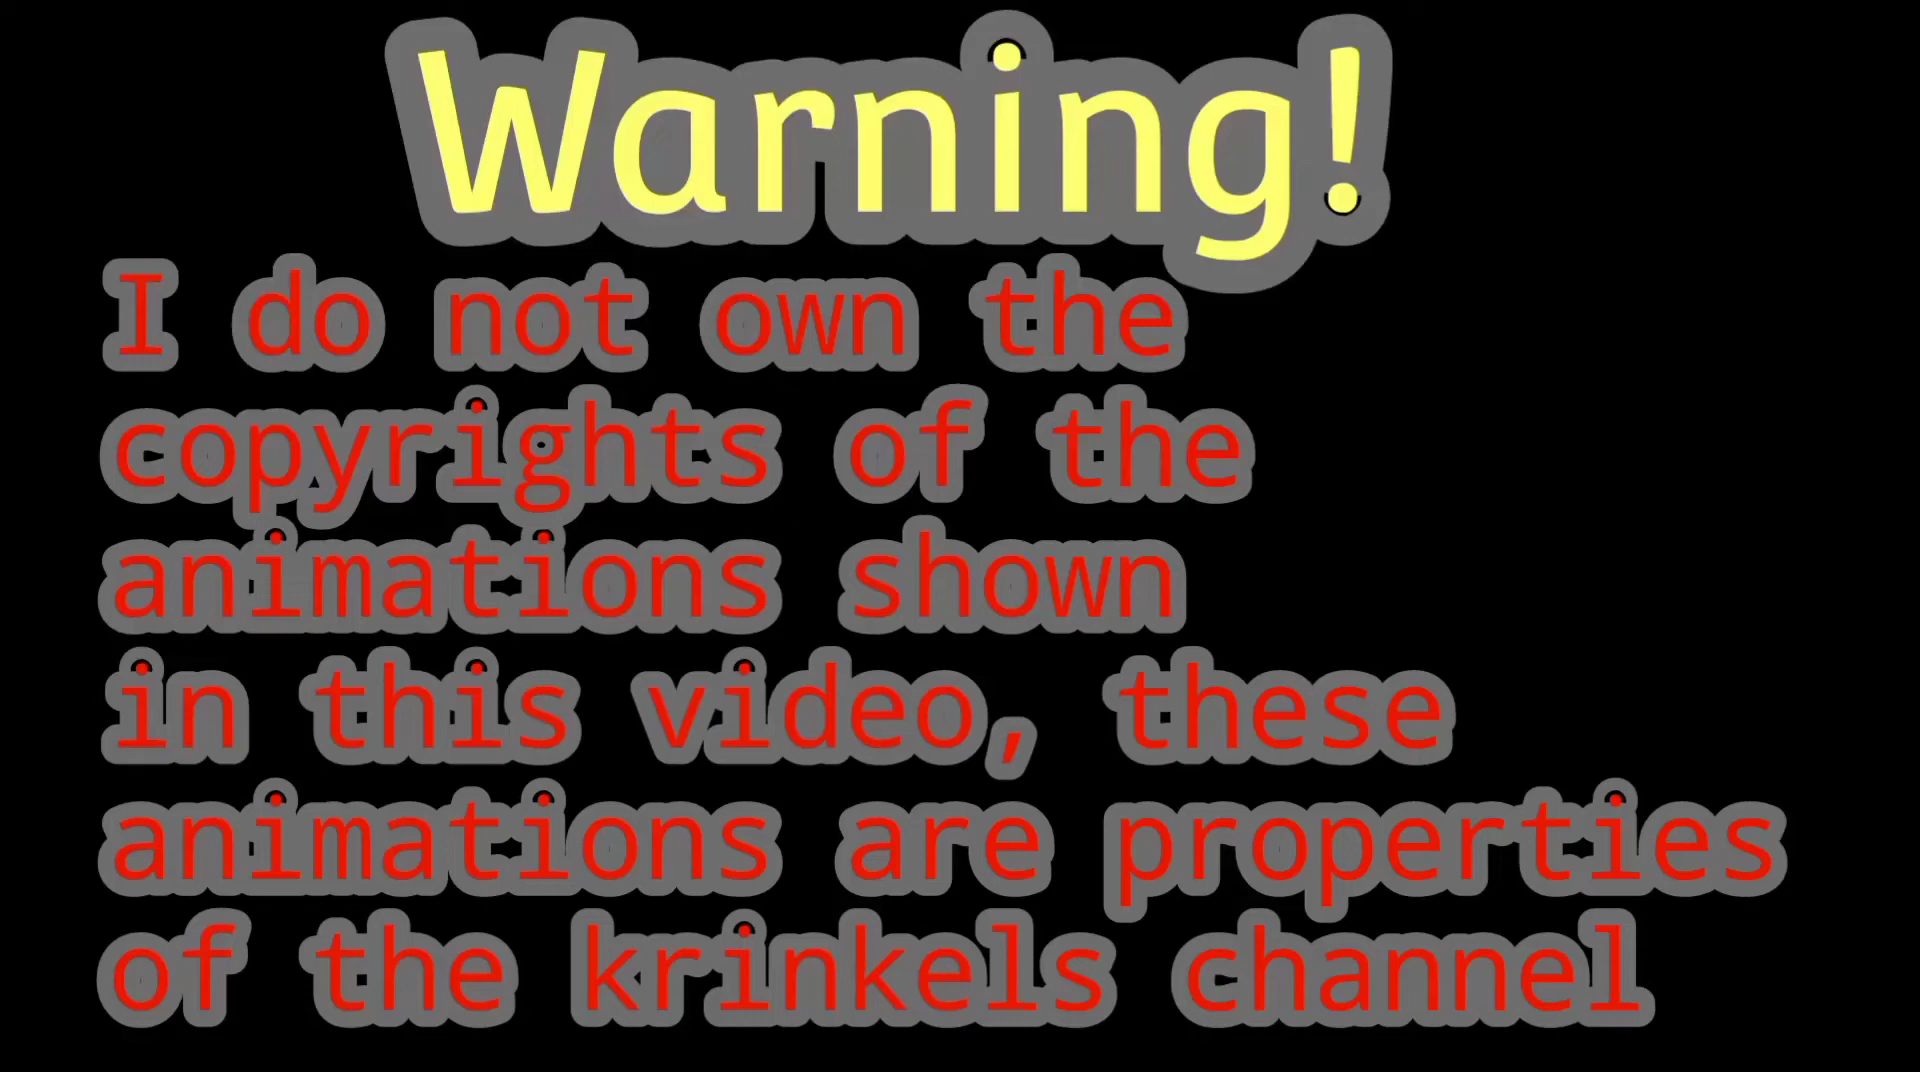 Warning!
I do not own the
copyrights of the
animations shown
in this video, these
animations are properties
of the krinkels channel